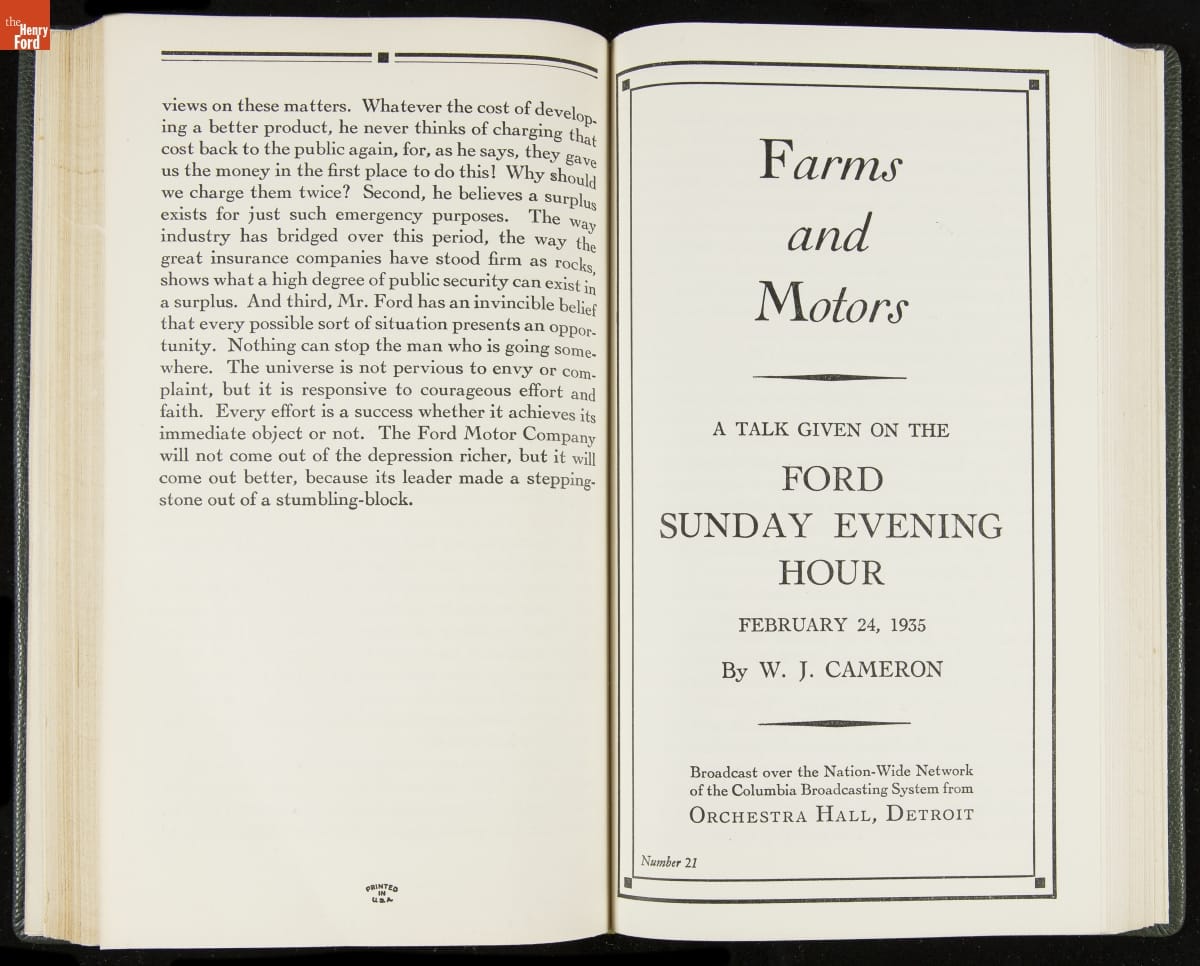 the
Henry
Ford
views on these matters. Whatever the cost of develop-
ing a better product, he never thinks of charging that
cost back to the public again, for, as he says, they gave
us the money in the first place to do this! Why should
we charge them twice? Second, he believes a surplus
exists for just such emergency purposes. The way
industry has bridged over this period, the way the
great insurance companies have stood firm as rocks,
shows what a high degree of public security can exist in
a surplus. And third, Mr. Ford has an invincible belief
that every possible sort of situation presents an oppor-
tunity. Nothing can stop the man who is going some-
where. The universe is not pervious to envy or com-
plaint, but it is responsive to courageous effort and
faith. Every effort is a success whether it achieves its
immediate object or not. The Ford Motor Company
will not come out of the depression richer, but it will
come out better, because its leader made a stepping-
stone out of a stumbling-block.
PRINTED
IN
U.S.A
Farms
and
Motors
A TALK GIVEN ON THE
FORD
SUNDAY EVENING
HOUR
FEBRUARY 24, 1935
By W. J. CAMERON
Broadcast over the Nation-Wide Network
of the Columbia Broadcasting System from
ORCHESTRA HALL, DETROIT
Number 21